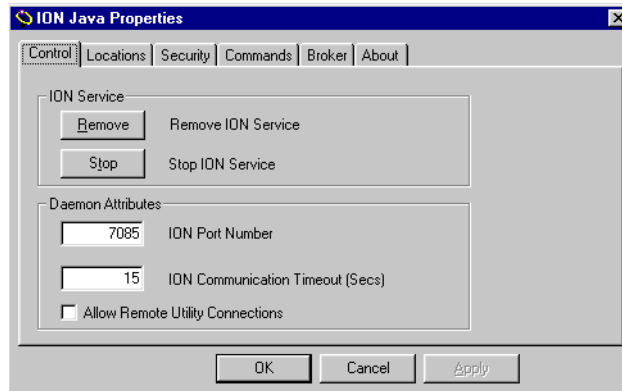 ION Java Properties
Control Locations Security Commands Broker About
ION Service
Remove Remove ION Service
Stop Stop ION Service
Daemon Attributes
7085 ION Port Number
15 ION Communication Timeout (Secs)
Allow Remote Utility Connections
OK Cancel Apply